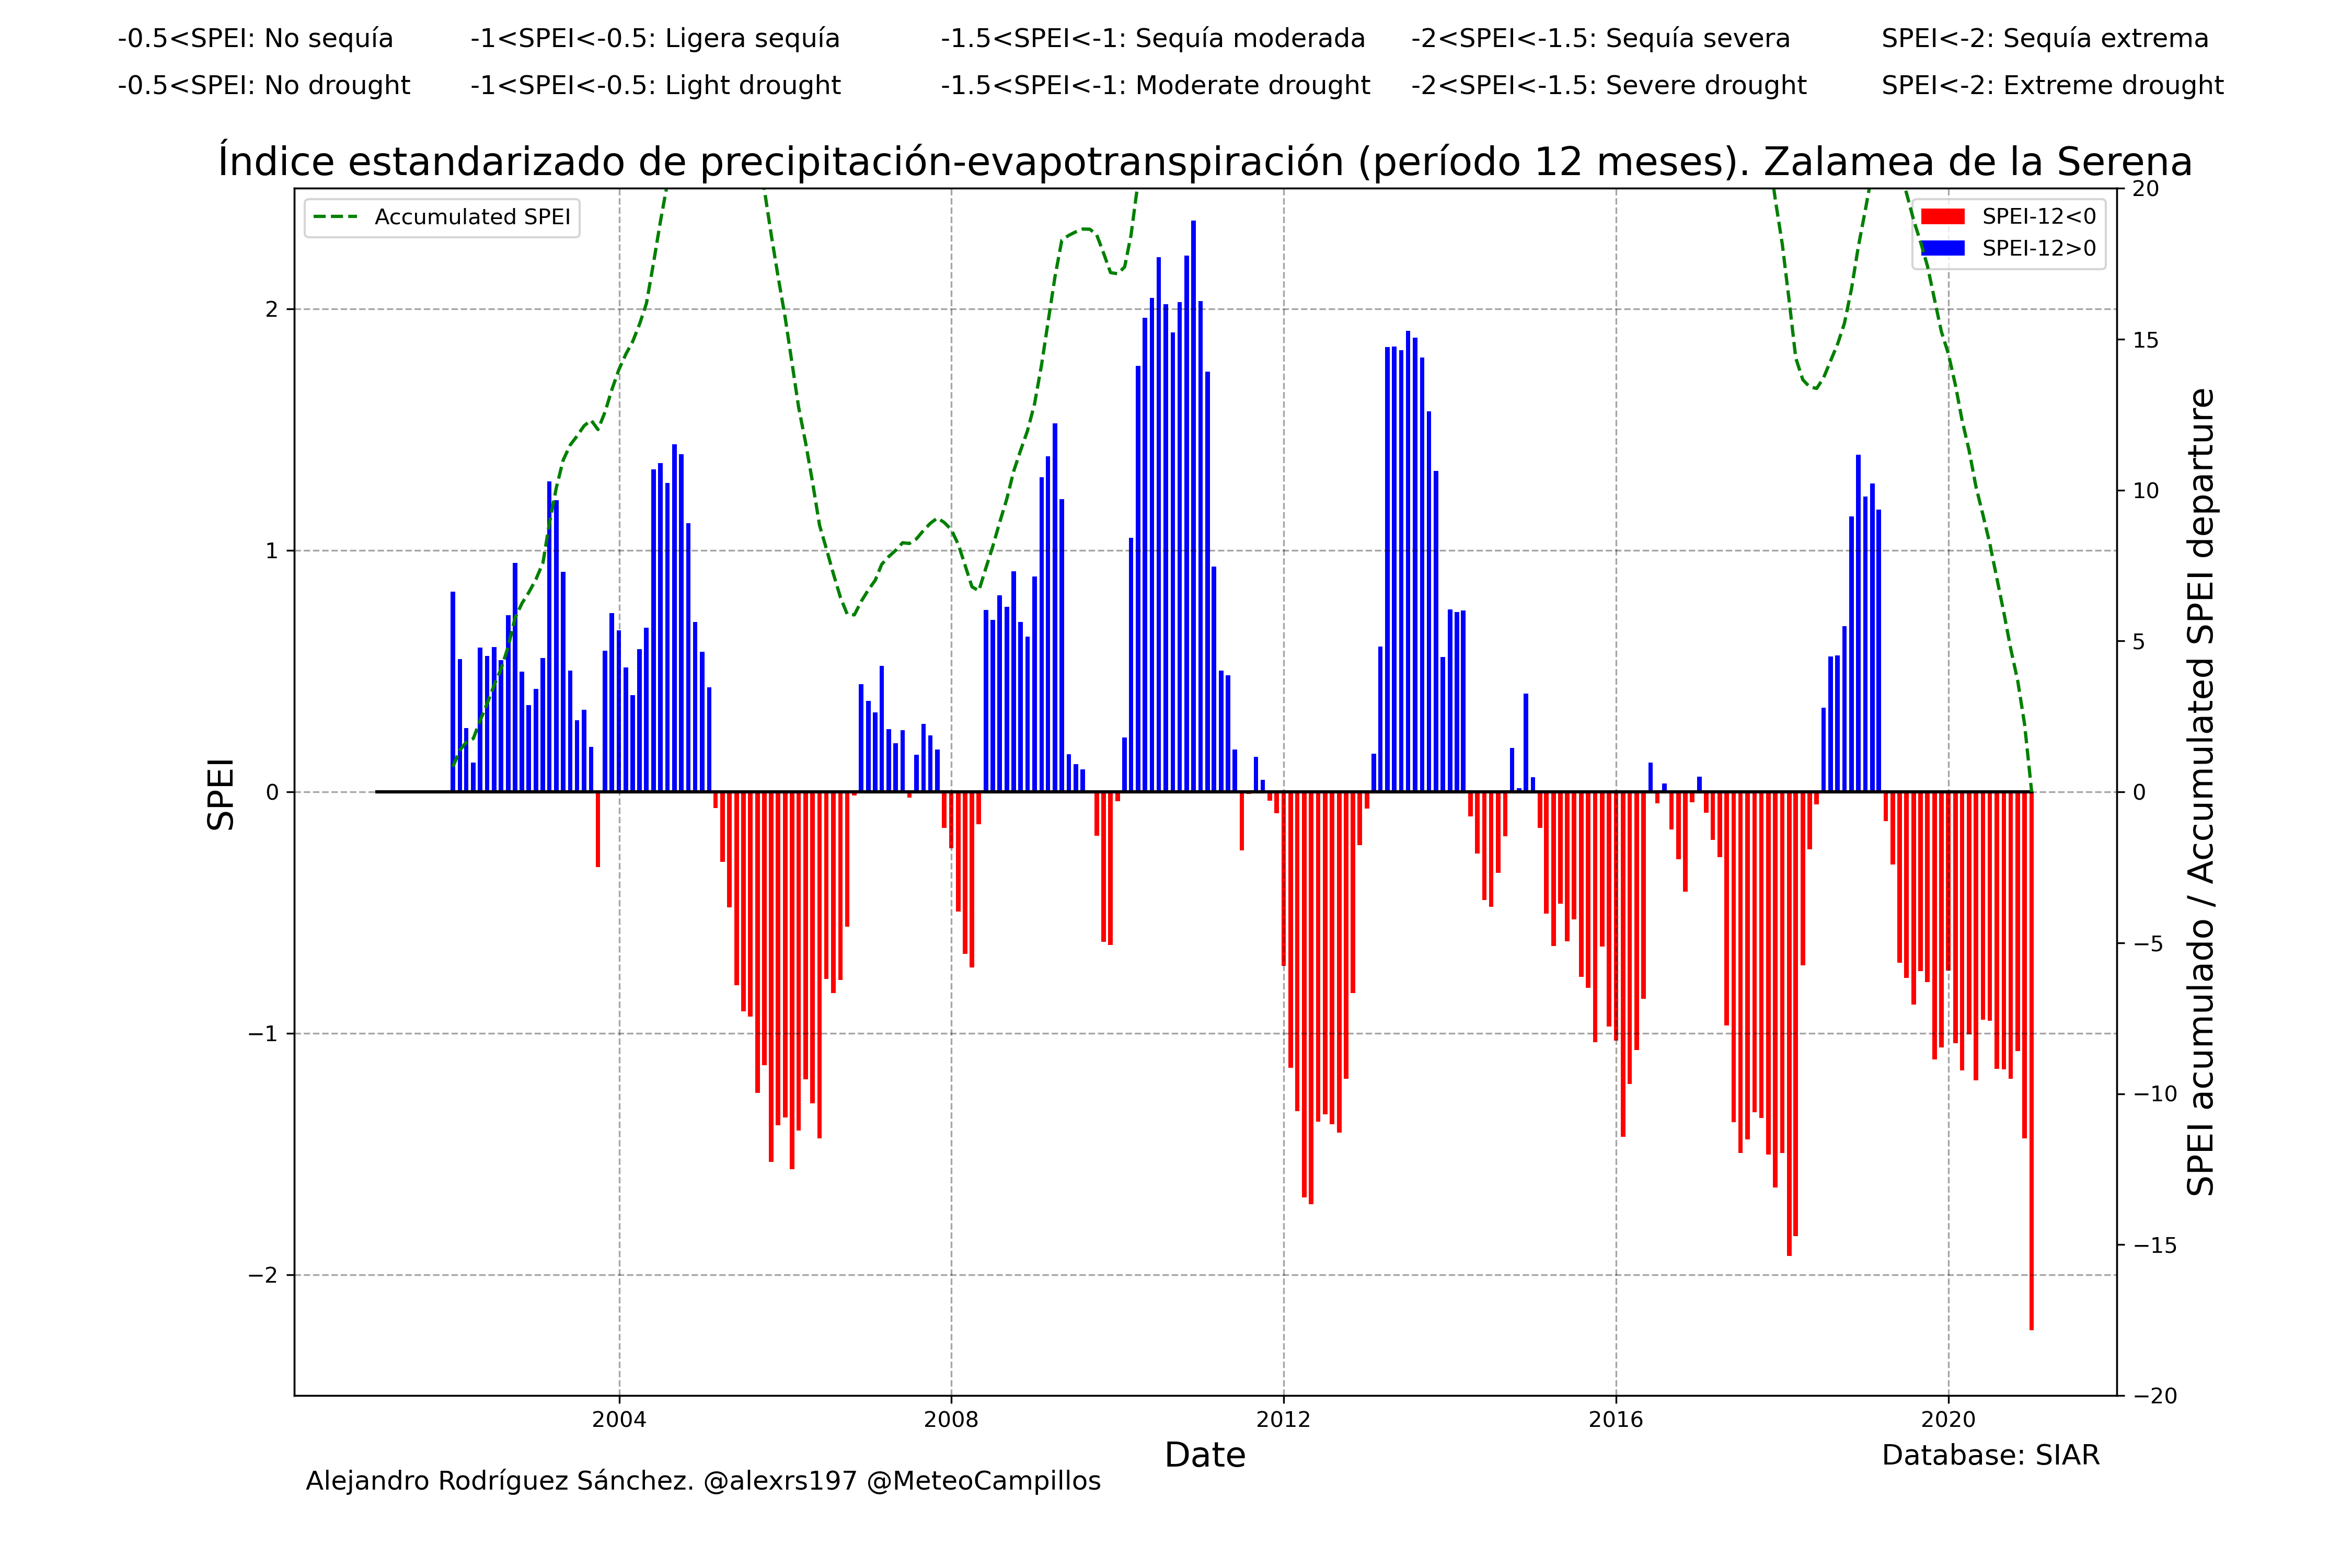 -0.5<SPEI: No sequía -1<SPEI<-0.5: Ligera sequía -1.5<SPEI<-1: Sequía moderada -2<SPEI<-1.5: Sequía severa SPEI<-2: Sequía extrema
-0.5<SPEI: No drought -1<SPEI<-0.5: Light drought -1.5<SPEI<-1: Moderate drought -2<SPEI<-1.5: Severe drought SPEI<-2: Extreme drought
Índice estandarizado de precipitación-evapotranspiración (período 12 meses). Zalamea de la Serena
Accumulated SPEI
SPEI-12<0
SPEI-12>0
SPEI
2
1
0
−1
−2
20
15
10
5
0
−5
−10
−15
−20
SPEI acumulado / Accumulated SPEI departure
2004 2008 2012 2016 2020
Date
Database: SIAR
Alejandro Rodríguez Sánchez. @alexrs197 @MeteoCampillos